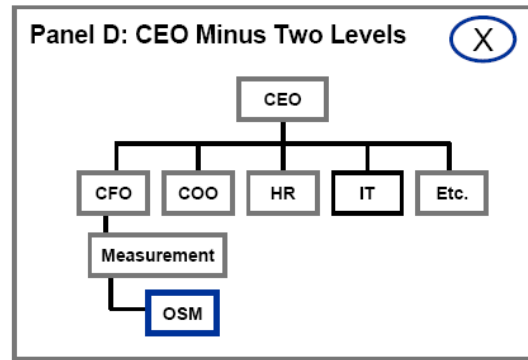 Panel D: CEO Minus Two Levels
X
CEO
CFO COO HR IT Etc.
Measurement
OSM